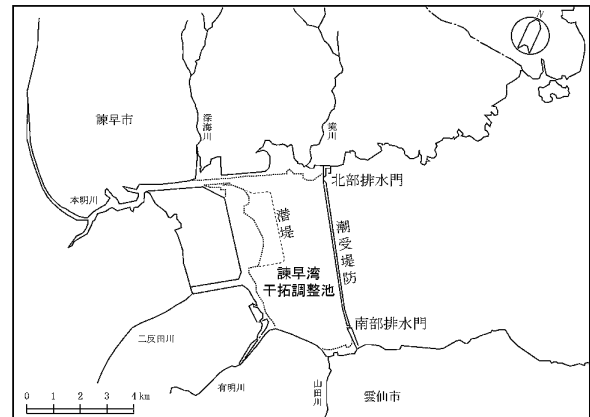 N
諫早市
深海川
境川
本明川
北部排水門
潜堤
潮受堤防
諫早湾
干拓調整池
南部排水門
二反田川
有明川
山田川
雲仙市
0 1 2 3 4 km